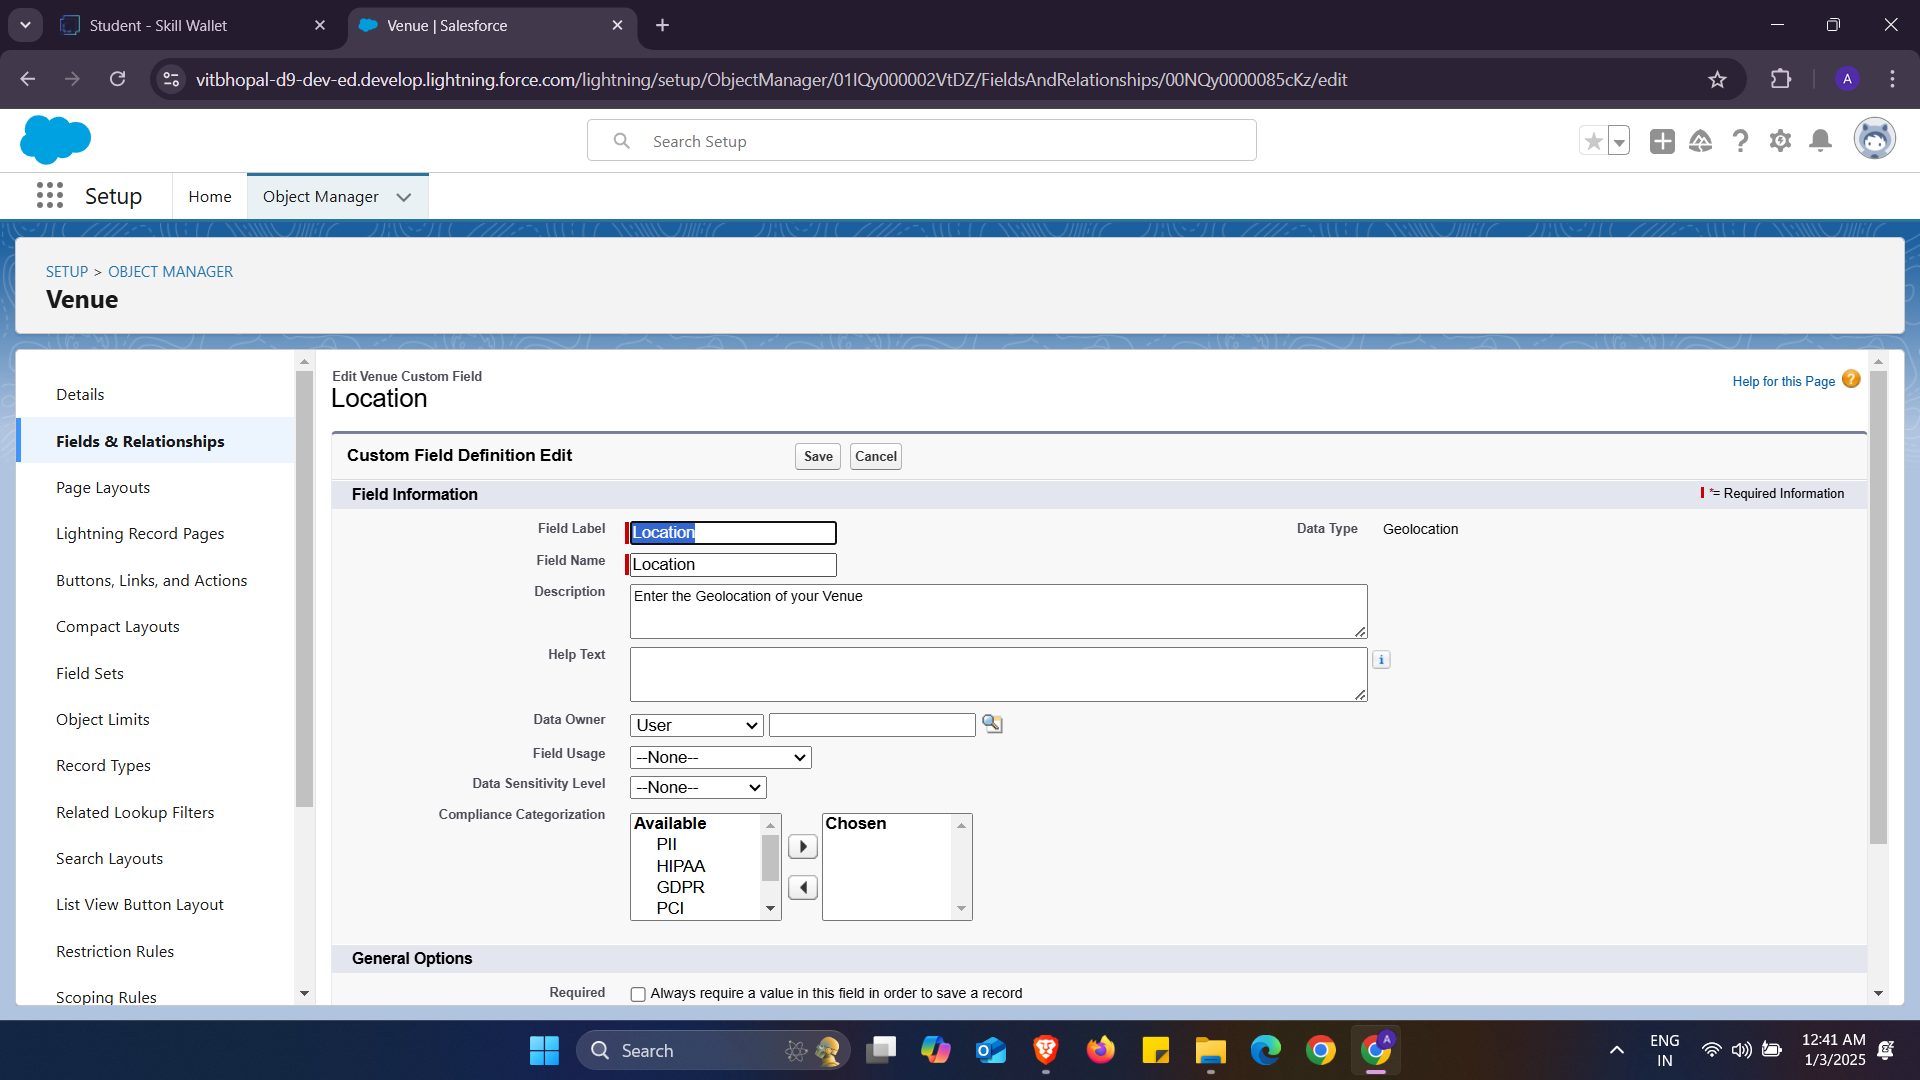 Student - Skill Wallet
Venue | Salesforce
vitbhopal-d9-dev-ed.develop.lightning.force.com/lightning/setup/ObjectManager/01IQy000002VtDZ/FieldsAndRelationships/00NQy0000085cKz/edit
A
Search Setup
Setup
Home
Object Manager
SETUP > OBJECT MANAGER
Venue
Details
Fields & Relationships
Page Layouts
Lightning Record Pages
Buttons, Links, and Actions
Compact Layouts
Field Sets
Object Limits
Record Types
Related Lookup Filters
Search Layouts
List View Button Layout
Restriction Rules
Scoping Rules
Edit Venue Custom Field
Location
Help for this Page
Custom Field Definition Edit
Save
Cancel
Field Information
*= Required Information
Field Label
Location
Data Type
Geolocation
Field Name
Location
Description
Enter the Geolocation of your Venue
Help Text
Data Owner
User
Field Usage
--None--
Data Sensitivity Level
--None--
Compliance Categorization
Available
PII
HIPAA
GDPR
PCI
Chosen
General Options
Required
Always require a value in this field in order to save a record
Search
A
ENG
IN
12:41 AM
1/3/2025